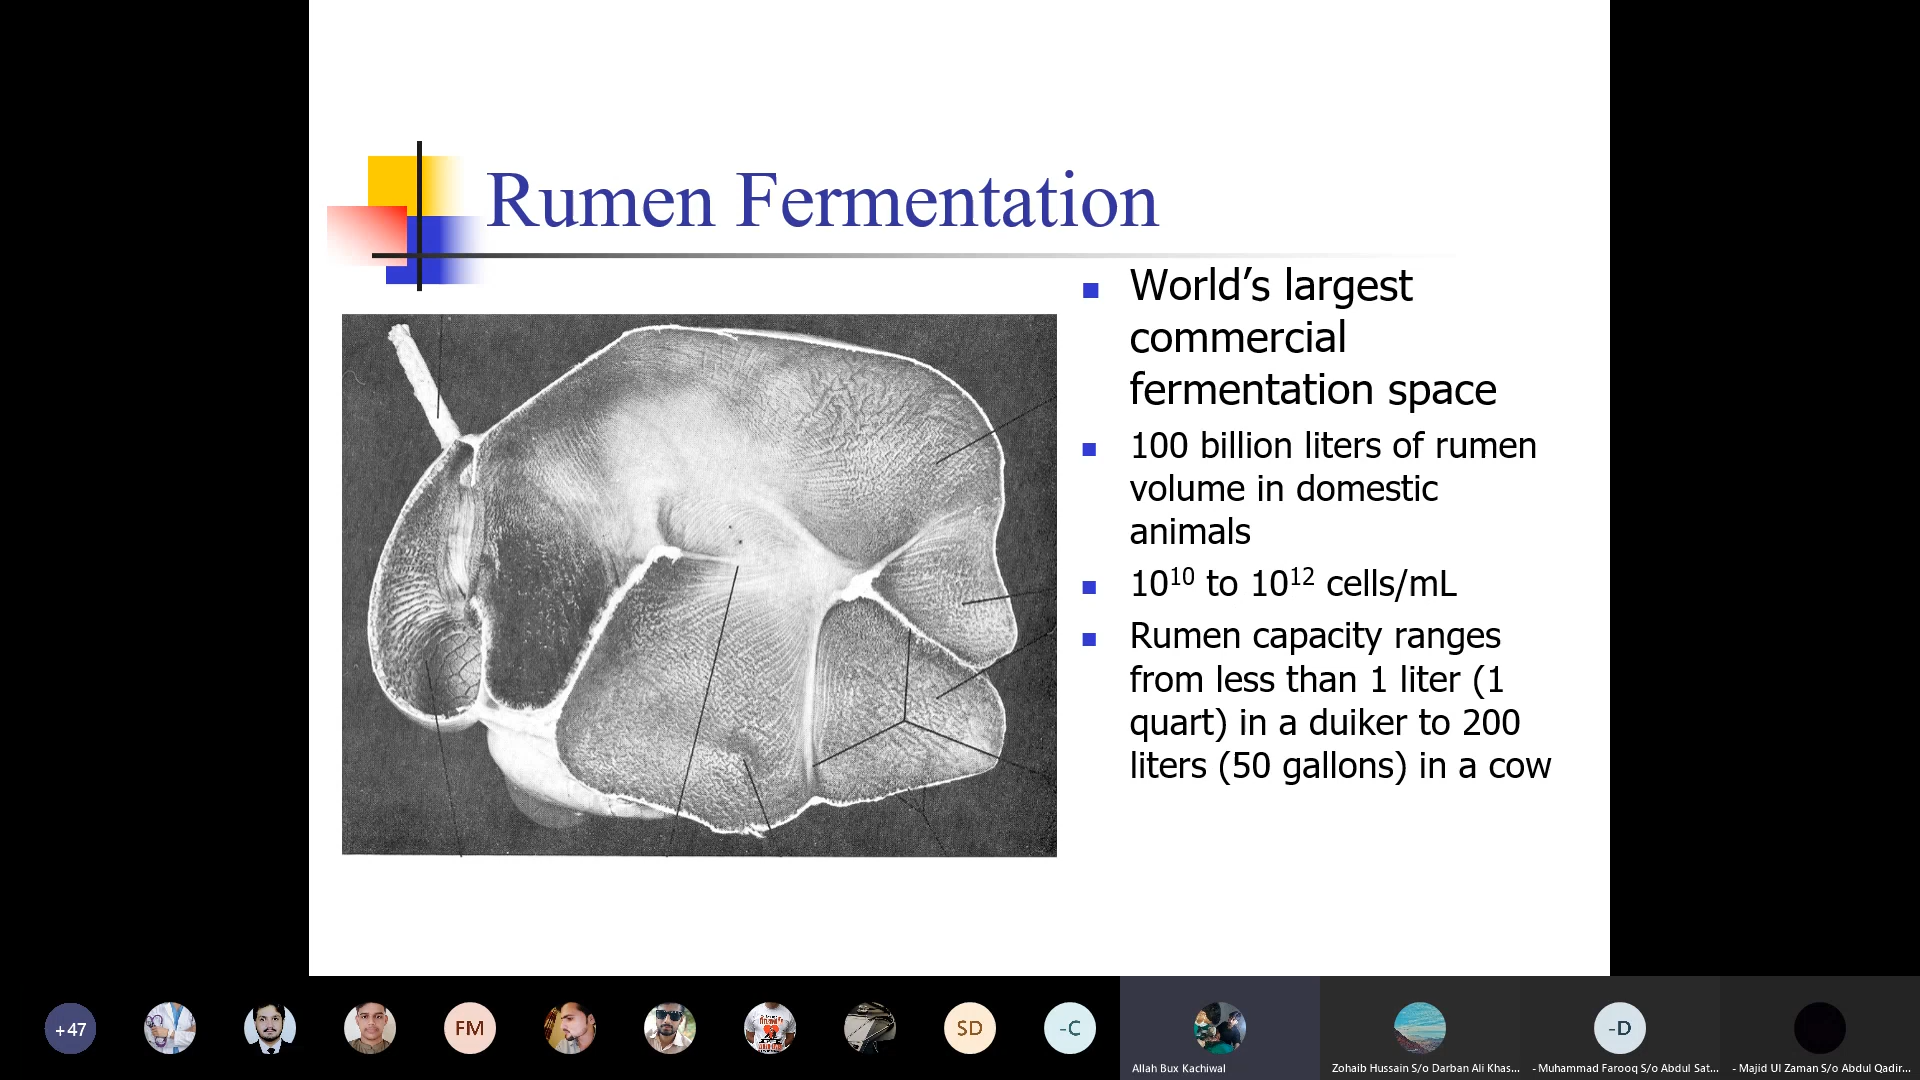 Rumen Fermentation
World’s largest
commercial
fermentation space
100 billion liters of rumen
volume in domestic
animals
10¹⁰ to 10¹² cells/mL
Rumen capacity ranges
from less than 1 liter (1
quart) in a duiker to 200
liters (50 gallons) in a cow
+47
FM
SD
-C
-D
Allah Bux Kachiwal
Zohaib Hussain S/o Darban Ali Khas...
- Muhammad Farooq S/o Abdul Sat...
- Majid Ul Zaman S/o Abdul Qadir...